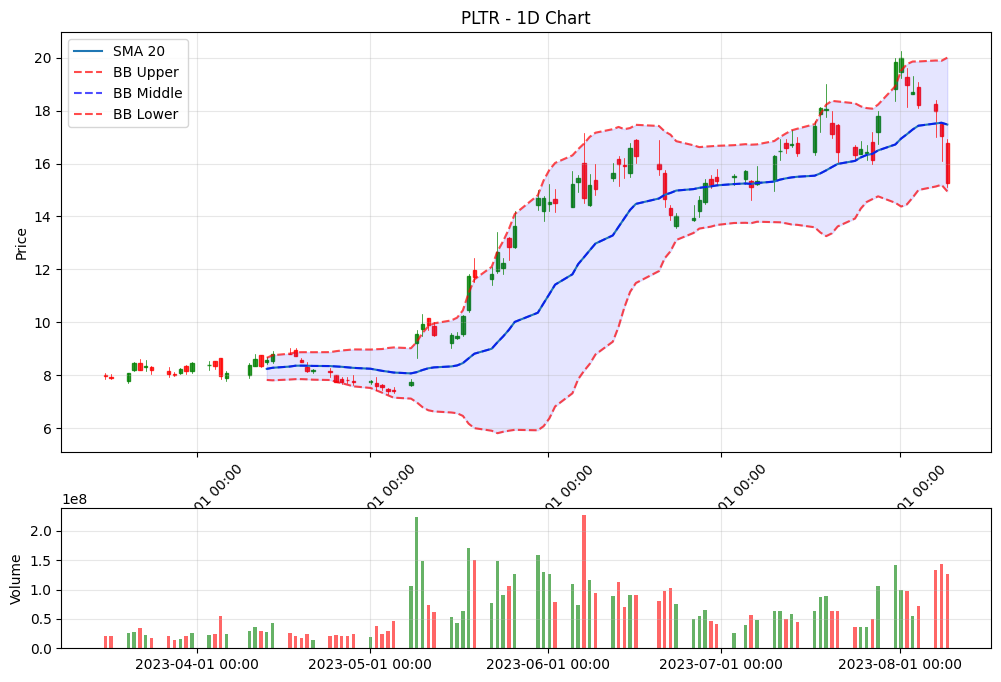 PLTR - 1D Chart
SMA 20
BB Upper
BB Middle
BB Lower
Price
20
18
16
14
12
10
8
6
01 00:00
01 00:00
01 00:00
01 00:00
01 00:00
1e8
Volume
2.0
1.5
1.0
0.5
0.0
2023-04-01 00:00
2023-05-01 00:00
2023-06-01 00:00
2023-07-01 00:00
2023-08-01 00:00